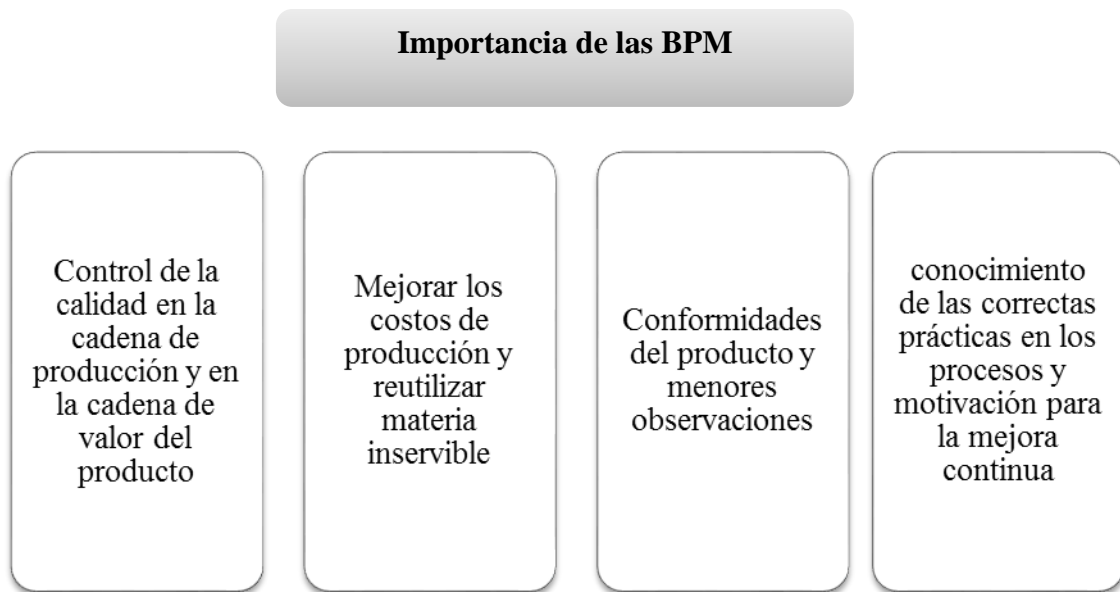 Importancia de las BPM
Control de la
calidad en la
cadena de
producción y en
la cadena de
valor del
producto
Mejorar los
costos de
producción y
reutilizar
materia
inservible
Conformidades
del producto y
menores
observaciones
conocimiento
de las correctas
prácticas en los
procesos y
motivación para
la mejora
continua